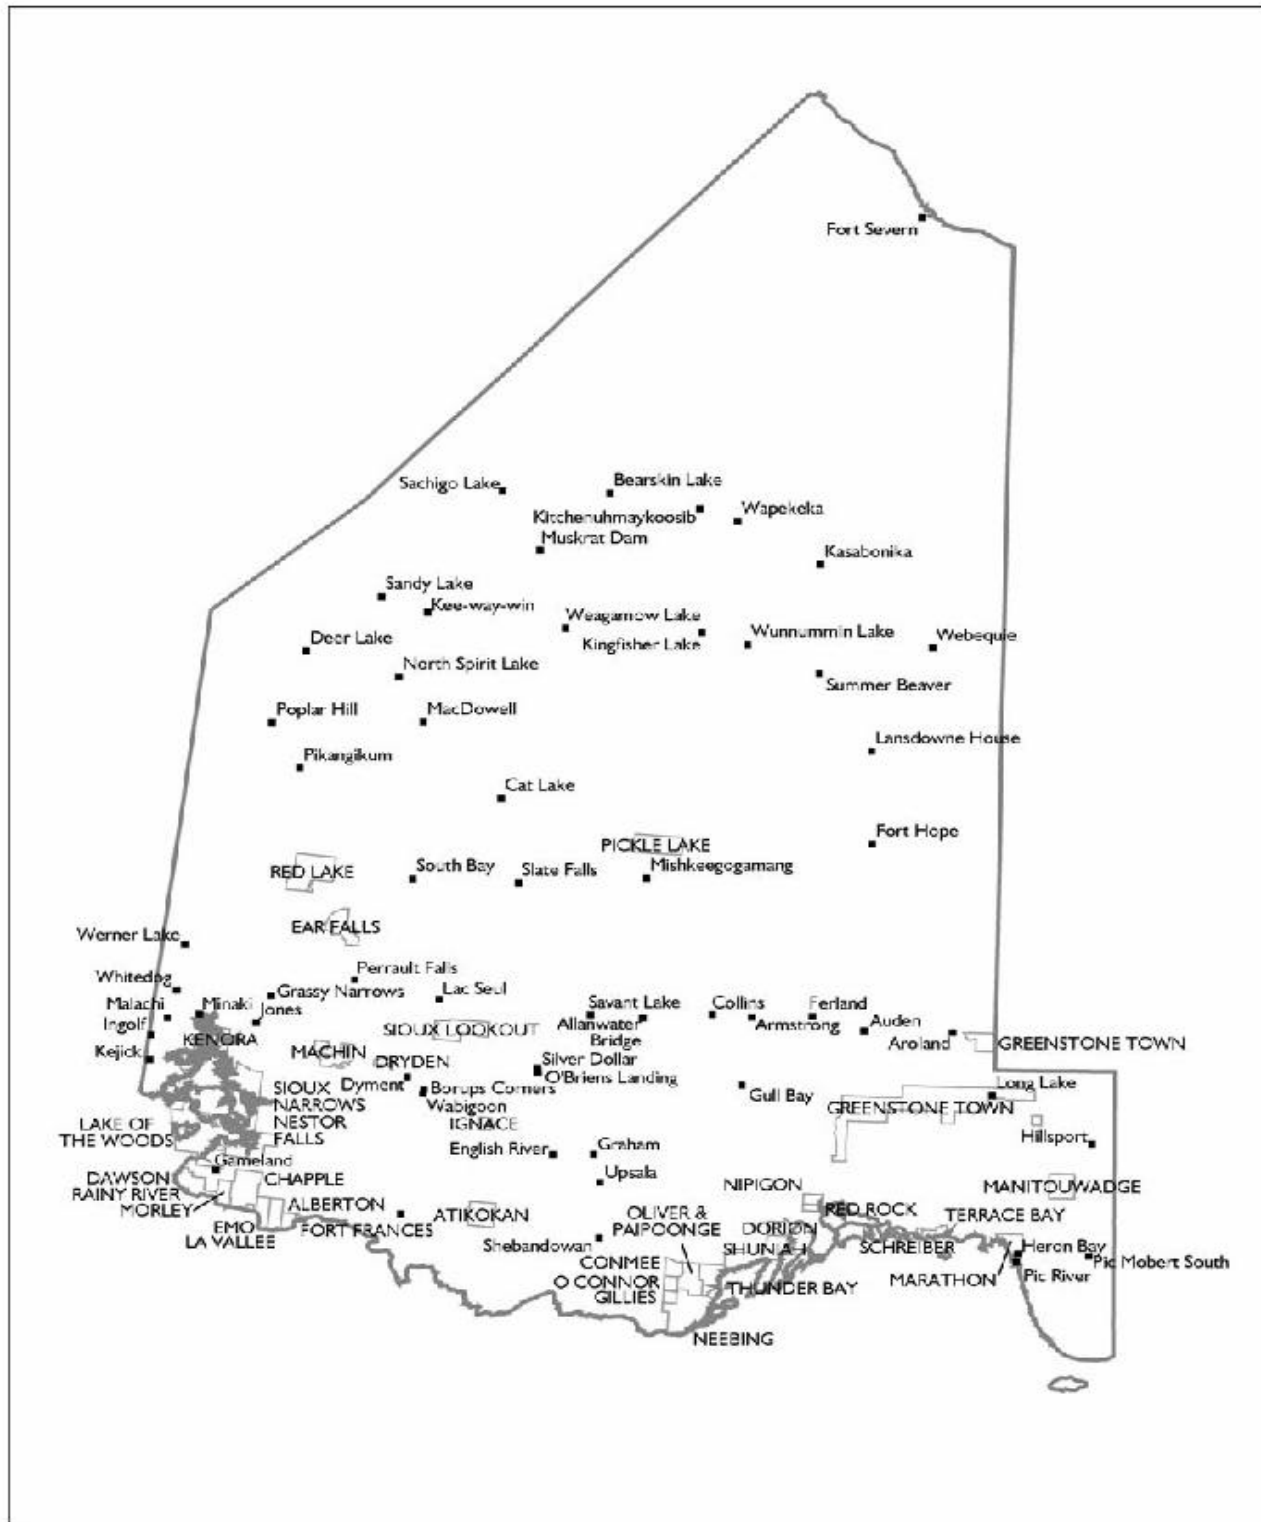 Fort Severn
Sachigo Lake
Bearskin Lake
Kitchenuhmaykoosib
Wapekeka
Muskrat Dam
Kasabonika
Sandy Lake
Kee-way-win
Weagamow Lake
Deer Lake
Kingfisher Lake
Wunnummin Lake
Webequie
North Spirit Lake
Summer Beaver
Poplar Hill
MacDowell
Lansdowne House
Pikangikum
Cat Lake
Fort Hope
PICKLE LAKE
RED LAKE
South Bay
Slate Falls
Mishkeegogamang
EAR FALLS
Werner Lake
Perrault Falls
Whitedog
Grassy Narrows
Lac Seul
Malachi
Minaki
Jones
Savant Lake
Collins
Ferland
Ingolf
KENORA
SIOUX LOOKOUT
Allanwater
Bridge
Armstrong
Auden
Aroland
GREENSTONE TOWN
Kejick
MACHIN
DRYDEN
Silver Dollar
O'Briens Landing
Dyment
Borups Corners
Wabigoon
Gull Bay
Long Lake
SIOUX
NARROWS
NESTOR
FALLS
IGNACE
GREENSTONE TOWN
LAKE OF
THE WOODS
English River
Graham
Hillsport
Gameland
DAWSON
RAINY RIVER
MORLEY
CHAPPLE
Upsala
NIPIGON
MANITOUWADGE
ALBERTON
ATIKOKAN
OLIVER &
PAIPOONGE
RED ROCK
TERRACE BAY
EMO
LA VALLEE
FORT FRANCES
DORION
Shebandowan
SHUNIAH
SCHREIBER
Heron Bay
CONMEE
O CONNOR
GILLIES
THUNDER BAY
MARATHON
Pic River
Pic Mobert South
NEEBING